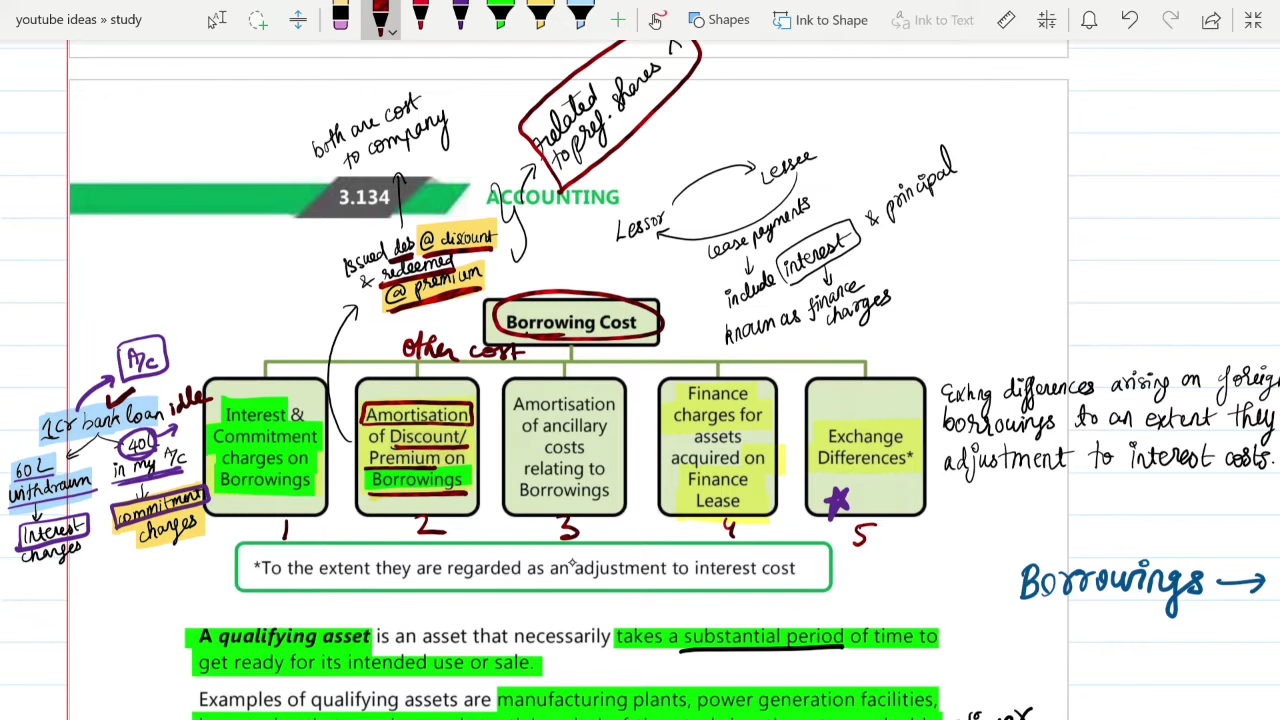 youtube ideas » study
Shapes
Ink to Shape
Ink to Text
both are cost
to company
related
to pref. shares
3.134
ACCOUNTING
Issued deb @ discount
& redeemed
@ premium
Lessee
Lessor
lease payments
include interest & principal
known as finance
charges
Borrowing Cost
other cost
A/c
1cr bank loan idle
60L
withdrawn
Interest
charges
40L
in my A/c
commitment
charges
Interest &
Commitment
charges on
Borrowings
Amortisation
of Discount/
Premium on
Borrowings
Amortisation
of ancillary
costs
relating to
Borrowings
Finance
charges for
assets
acquired on
Finance
Lease
Exchange
Differences*
1
2
3
4
5
Exhng differences arising on foreign
borrowings to an extent they
adjustment to interest costs.
*To the extent they are regarded as an adjustment to interest cost
Borrowings →
A qualifying asset is an asset that necessarily takes a substantial period of time to
get ready for its intended use or sale.
Examples of qualifying assets are manufacturing plants, power generation facilities,